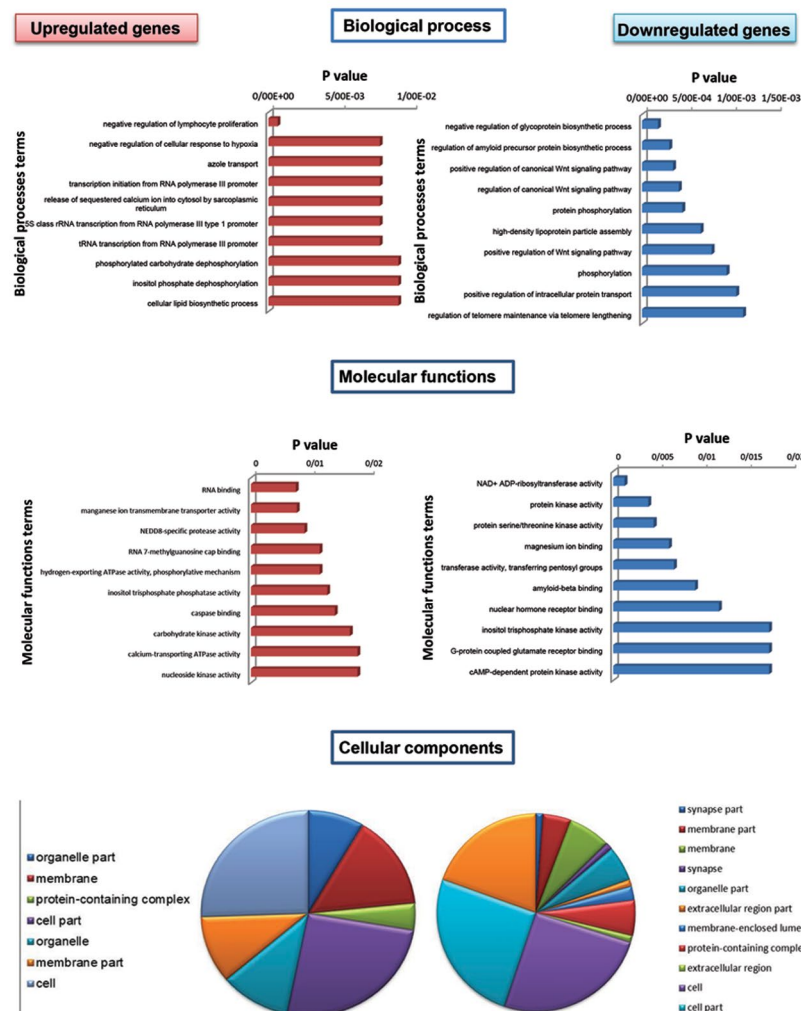 Upregulated genes
Biological process
Downregulated genes
P value
0/00E+00 5/00E-03 1/00E-02
Biological processes terms
negative regulation of lymphocyte proliferation
negative regulation of cellular response to hypoxia
azole transport
transcription initiation from RNA polymerase III promoter
release of sequestered calcium ion into cytosol by sarcoplasmic
reticulum
5S class rRNA transcription from RNA polymerase III type 1 promoter
tRNA transcription from RNA polymerase III promoter
phosphorylated carbohydrate dephosphorylation
inositol phosphate dephosphorylation
cellular lipid biosynthetic process
P value
0/00E+00 5/00E-04 1/00E-03 1/50E-03
Biological processes terms
negative regulation of glycoprotein biosynthetic process
regulation of amyloid precursor protein biosynthetic process
positive regulation of canonical Wnt signaling pathway
regulation of canonical Wnt signaling pathway
protein phosphorylation
high-density lipoprotein particle assembly
positive regulation of Wnt signaling pathway
phosphorylation
positive regulation of intracellular protein transport
regulation of telomere maintenance via telomere lengthening
Molecular functions
P value
0 0/01 0/02
Molecular functions terms
RNA binding
manganese ion transmembrane transporter activity
NEDD8-specific protease activity
RNA 7-methylguanosine cap binding
hydrogen-exporting ATPase activity, phosphorylative mechanism
inositol trisphosphate phosphatase activity
caspase binding
carbohydrate kinase activity
calcium-transporting ATPase activity
nucleoside kinase activity
P value
0 0/005 0/01 0/015 0/02
Molecular functions terms
NAD+ ADP-ribosyltransferase activity
protein kinase activity
protein serine/threonine kinase activity
magnesium ion binding
transferase activity, transferring pentosyl groups
amyloid-beta binding
nuclear hormone receptor binding
inositol trisphosphate kinase activity
G-protein coupled glutamate receptor binding
cAMP-dependent protein kinase activity
Cellular components
organelle part
membrane
protein-containing complex
cell part
organelle
membrane part
cell
synapse part
membrane part
membrane
synapse
organelle part
extracellular region part
membrane-enclosed lume
protein-containing comple
extracellular region
cell
cell part